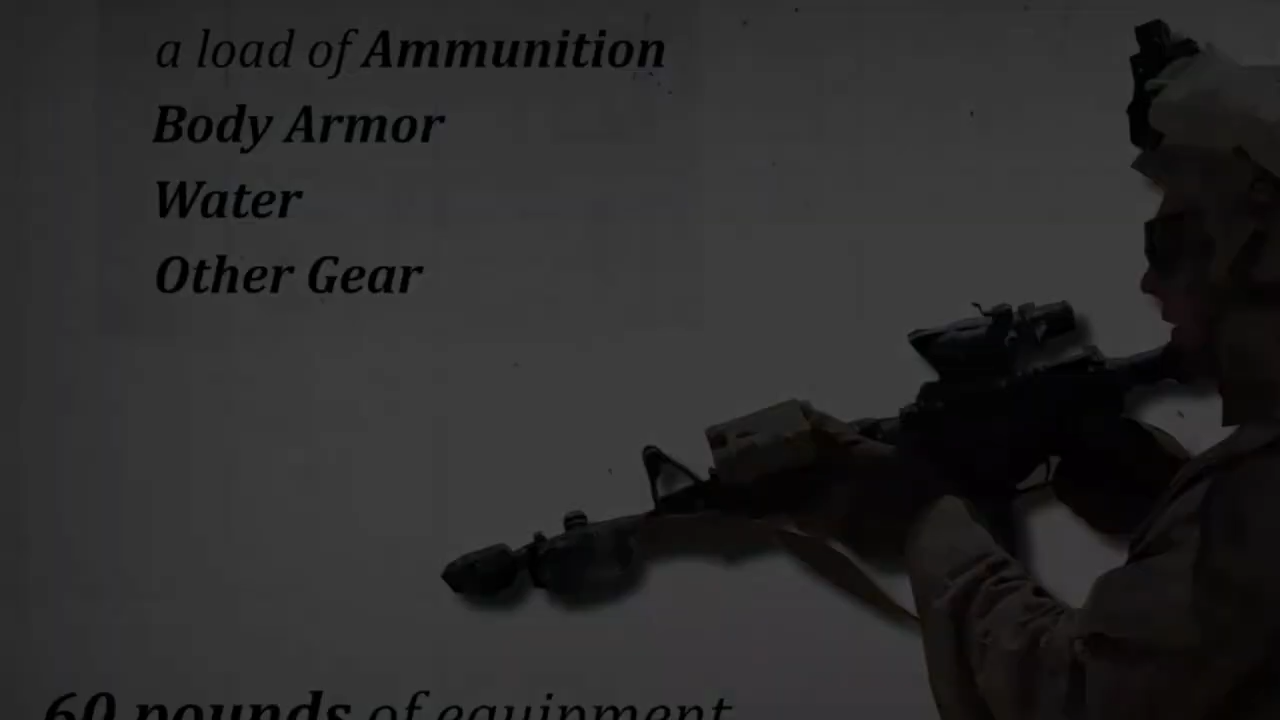 a load of Ammunition
Body Armor
Water
Other Gear
60 pounds of equipment